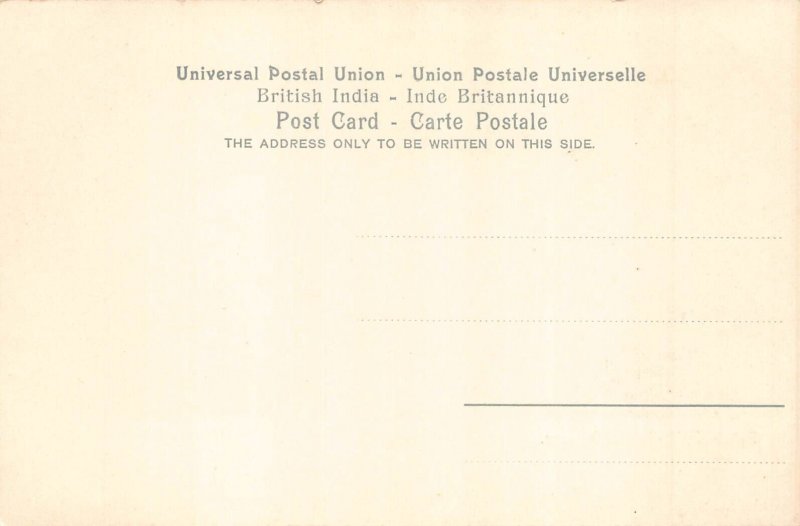 Universal Postal Union - Union Postale Universelle
British India - Inde Britannique
Post Card - Carte Postale
THE ADDRESS ONLY TO BE WRITTEN ON THIS SIDE.